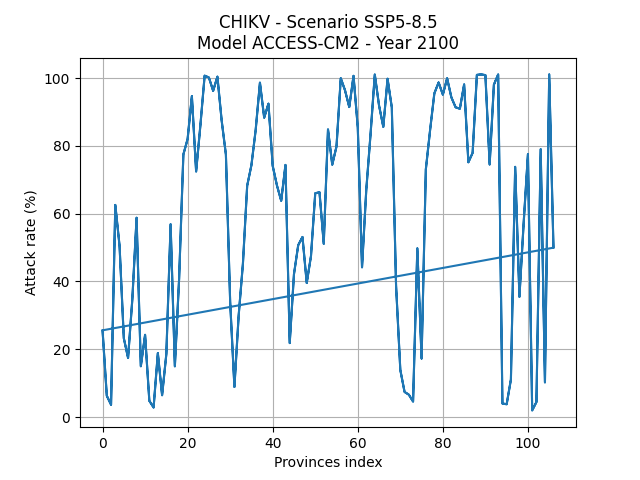 CHIKV - Scenario SSP5-8.5
Model ACCESS-CM2 - Year 2100
Attack rate (%)
100
80
60
40
20
0
0 20 40 60 80 100
Provinces index